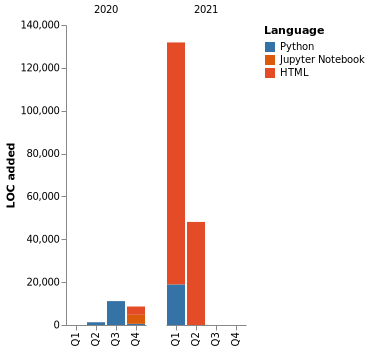 2020
2021
140,000
120,000
100,000
80,000
60,000
40,000
20,000
0
LOC added
Q1
Q2
Q3
Q4
Q1
Q2
Q3
Q4
Language
Python
Jupyter Notebook
HTML